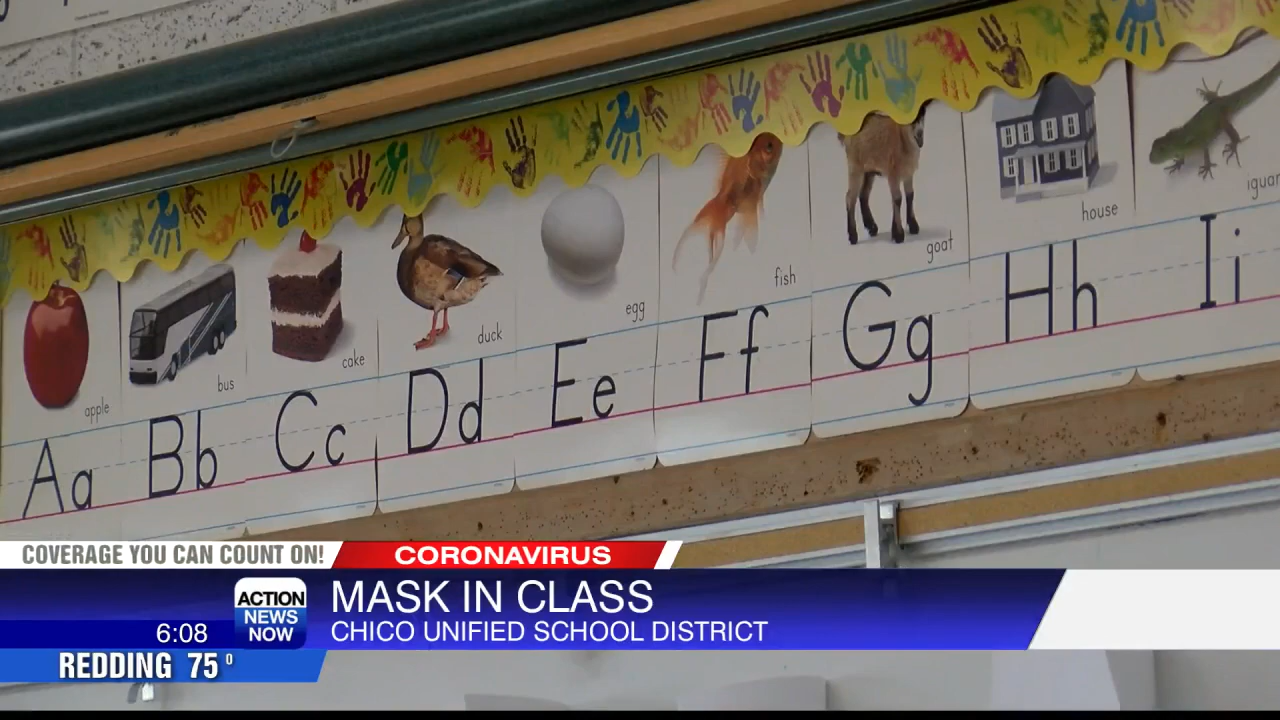 apple
bus
cake
duck
egg
fish
goat
house
iguan
Aa
Bb
Cc
Dd
Ee
Ff
Gg
Hh
Ii
COVERAGE YOU CAN COUNT ON!
CORONAVIRUS
ACTION
NEWS
NOW
MASK IN CLASS
CHICO UNIFIED SCHOOL DISTRICT
6:08
REDDING 75°